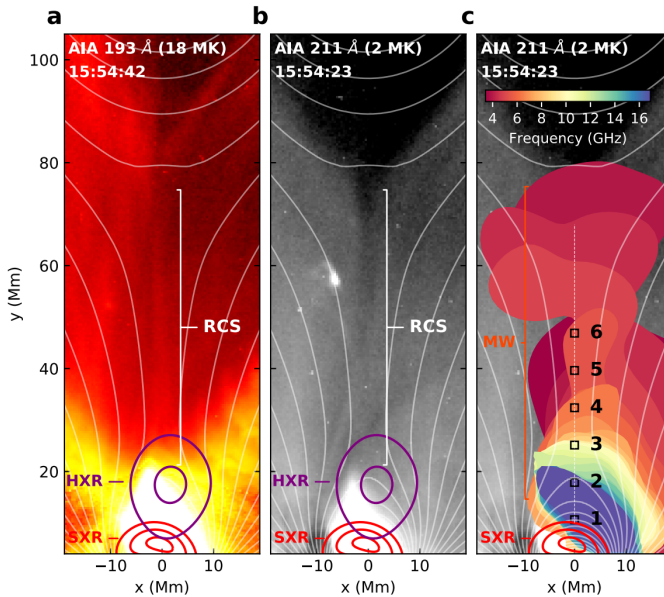 a
AIA 193 Å (18 MK)
15:54:42
RCS
HXR
SXR
100
80
60
40
20
y (Mm)
−10
0
10
x (Mm)
b
AIA 211 Å (2 MK)
15:54:23
RCS
HXR
SXR
−10
0
10
x (Mm)
c
AIA 211 Å (2 MK)
15:54:23
4 6 8 10 12 14 16
Frequency (GHz)
MW
6
5
4
3
2
1
SXR
−10
0
10
x (Mm)